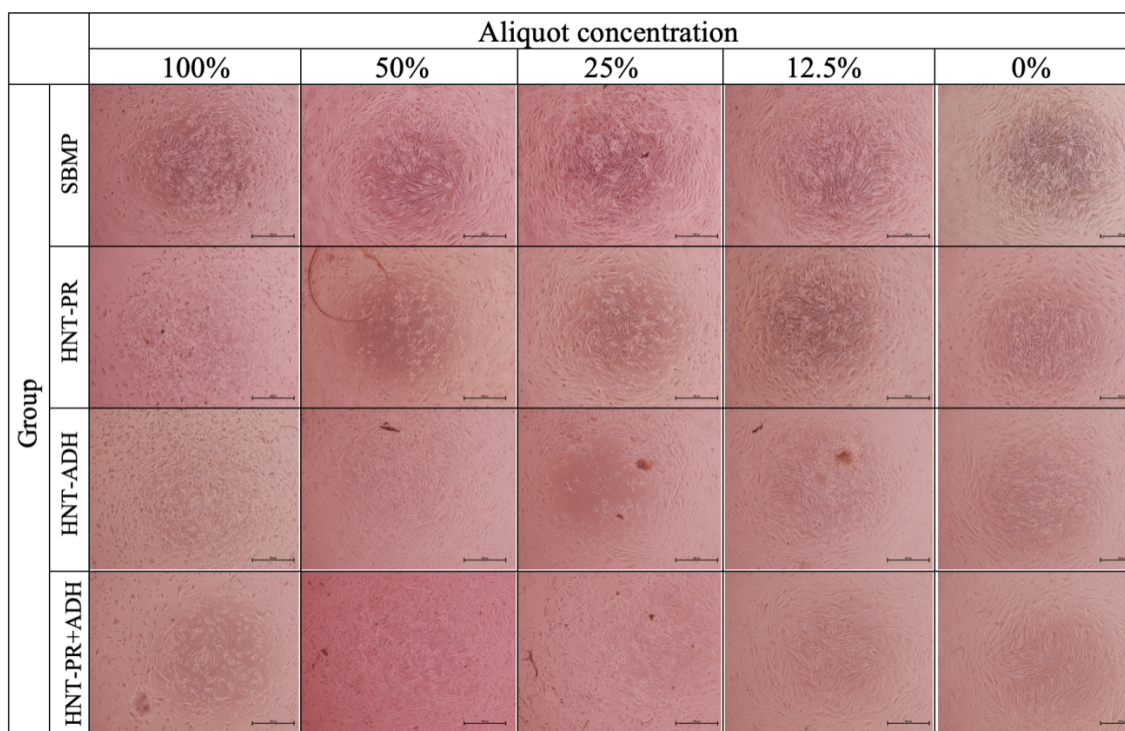 Aliquot concentration
100% 50% 25% 12.5% 0%
Group
SBMP
HNT-PR
HNT-ADH
HNT-PR+ADH